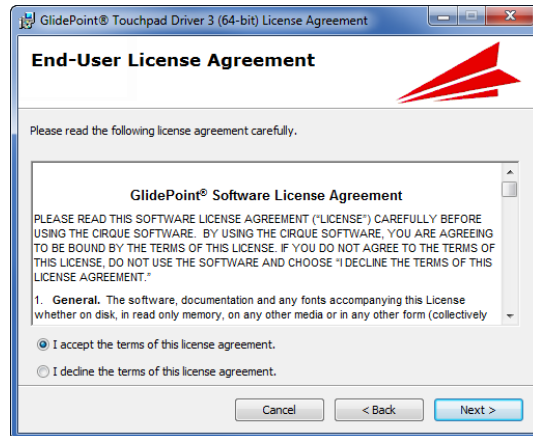 GlidePoint® Touchpad Driver 3 (64-bit) License Agreement
End-User License Agreement
Please read the following license agreement carefully.
GlidePoint® Software License Agreement
PLEASE READ THIS SOFTWARE LICENSE AGREEMENT ("LICENSE") CAREFULLY BEFORE
USING THE CIRQUE SOFTWARE. BY USING THE CIRQUE SOFTWARE, YOU ARE AGREEING
TO BE BOUND BY THE TERMS OF THIS LICENSE. IF YOU DO NOT AGREE TO THE TERMS OF
THIS LICENSE, DO NOT USE THE SOFTWARE AND CHOOSE "I DECLINE THE TERMS OF THIS
LICENSE AGREEMENT."
1. General. The software, documentation and any fonts accompanying this License
whether on disk, in read only memory, on any other media or in any other form (collectively
I accept the terms of this license agreement.
I decline the terms of this license agreement.
Cancel
< Back
Next >